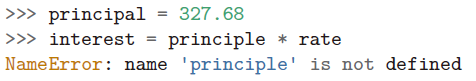 >>> principal = 327.68
>>> interest = principle * rate
NameError: name 'principle' is not defined